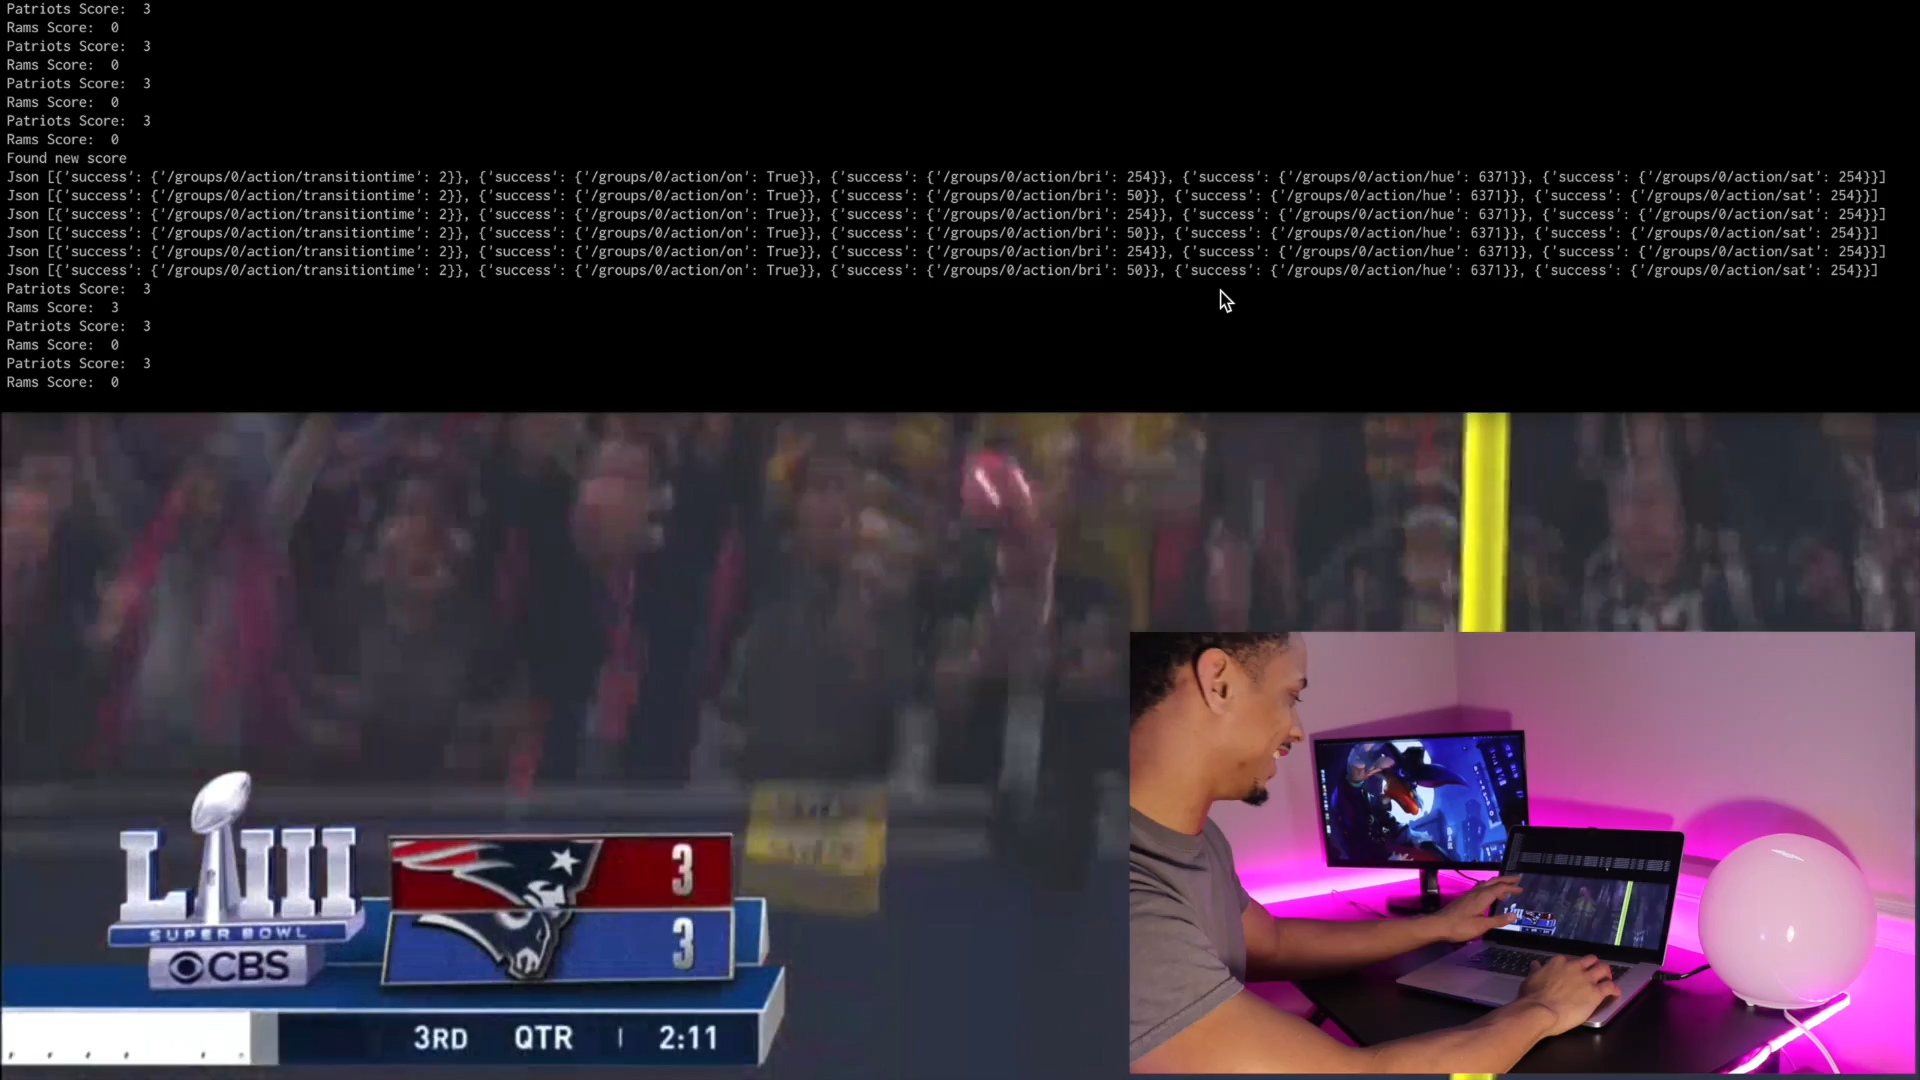 Patriots Score:  3
Rams Score:  0
Patriots Score:  3
Rams Score:  0
Patriots Score:  3
Rams Score:  0
Patriots Score:  3
Rams Score:  0
Found new score
Json [{'success': {'/groups/0/action/transitiontime': 2}}, {'success': {'/groups/0/action/on': True}}, {'success': {'/groups/0/action/bri': 254}}, {'success': {'/groups/0/action/hue': 6371}}, {'success': {'/groups/0/action/sat': 254}}]
Json [{'success': {'/groups/0/action/transitiontime': 2}}, {'success': {'/groups/0/action/on': True}}, {'success': {'/groups/0/action/bri': 50}}, {'success': {'/groups/0/action/hue': 6371}}, {'success': {'/groups/0/action/sat': 254}}]
Json [{'success': {'/groups/0/action/transitiontime': 2}}, {'success': {'/groups/0/action/on': True}}, {'success': {'/groups/0/action/bri': 254}}, {'success': {'/groups/0/action/hue': 6371}}, {'success': {'/groups/0/action/sat': 254}}]
Json [{'success': {'/groups/0/action/transitiontime': 2}}, {'success': {'/groups/0/action/on': True}}, {'success': {'/groups/0/action/bri': 50}}, {'success': {'/groups/0/action/hue': 6371}}, {'success': {'/groups/0/action/sat': 254}}]
Json [{'success': {'/groups/0/action/transitiontime': 2}}, {'success': {'/groups/0/action/on': True}}, {'success': {'/groups/0/action/bri': 254}}, {'success': {'/groups/0/action/hue': 6371}}, {'success': {'/groups/0/action/sat': 254}}]
Json [{'success': {'/groups/0/action/transitiontime': 2}}, {'success': {'/groups/0/action/on': True}}, {'success': {'/groups/0/action/bri': 50}}, {'success': {'/groups/0/action/hue': 6371}}, {'success': {'/groups/0/action/sat': 254}}]
Patriots Score:  3
Rams Score:  3
Patriots Score:  3
Rams Score:  0
Patriots Score:  3
Rams Score:  0
LIII
SUPER BOWL
CBS
3
3
3RD QTR | 2:11